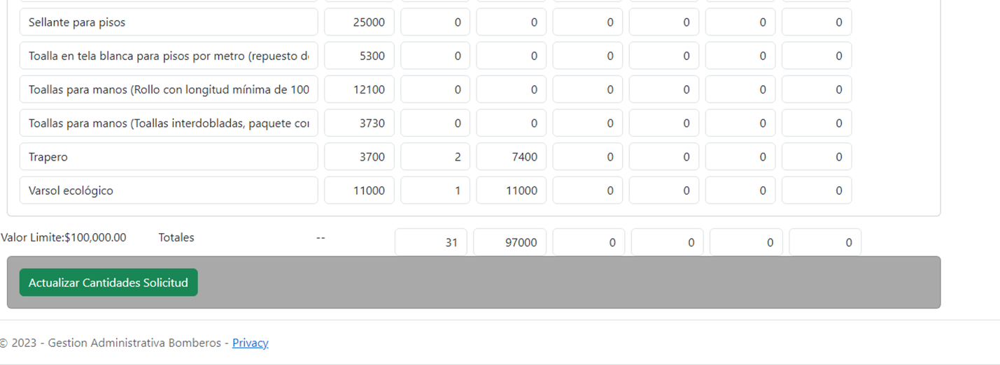 Sellante para pisos 25000 0 0 0 0 0 0
Toalla en tela blanca para pisos por metro (repuesto d 5300 0 0 0 0 0 0
Toallas para manos (Rollo con longitud mínima de 100 12100 0 0 0 0 0 0
Toallas para manos (Toallas interdobladas, paquete co 3730 0 0 0 0 0 0
Trapero 3700 2 7400 0 0 0 0
Varsol ecológico 11000 1 11000 0 0 0 0
Valor Limite:$100,000.00 Totales -- 31 97000 0 0 0 0
Actualizar Cantidades Solicitud
© 2023 - Gestion Administrativa Bomberos - Privacy